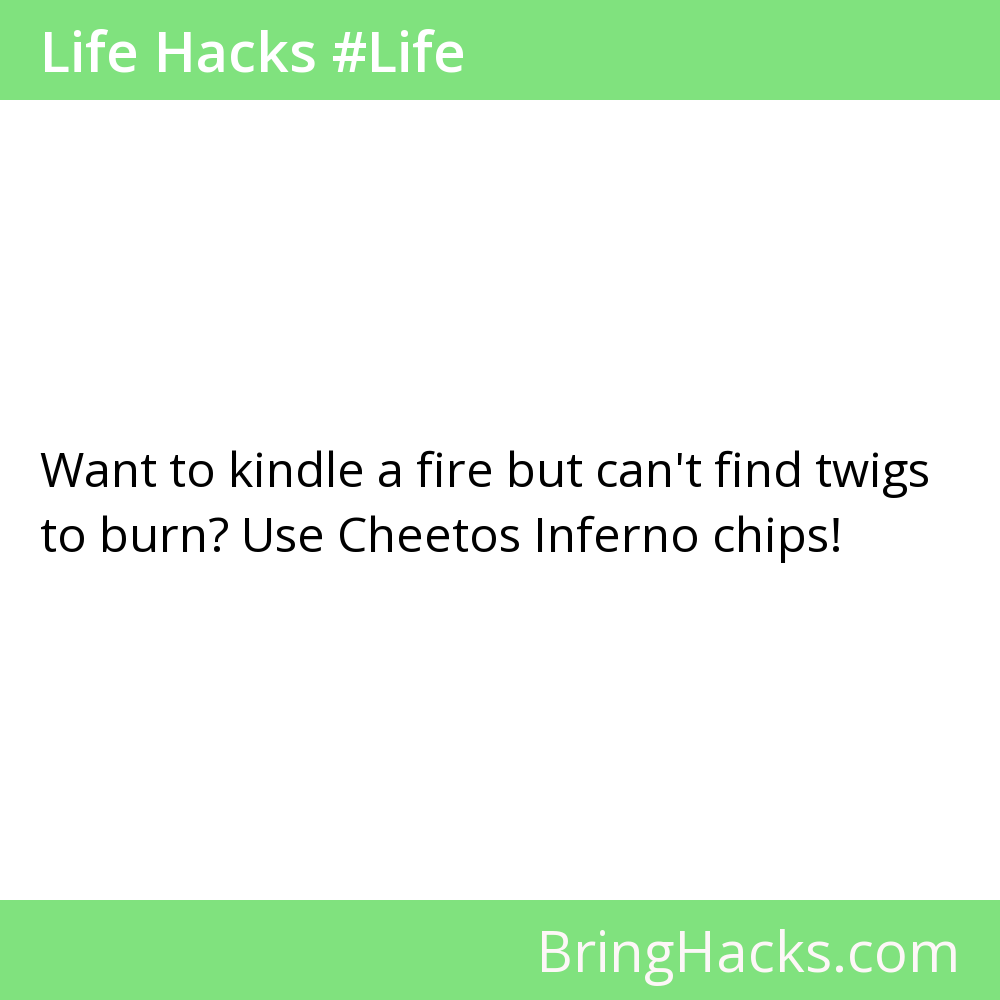 Life Hacks #Life
Want to kindle a fire but can't find twigs
to burn? Use Cheetos Inferno chips!
BringHacks.com